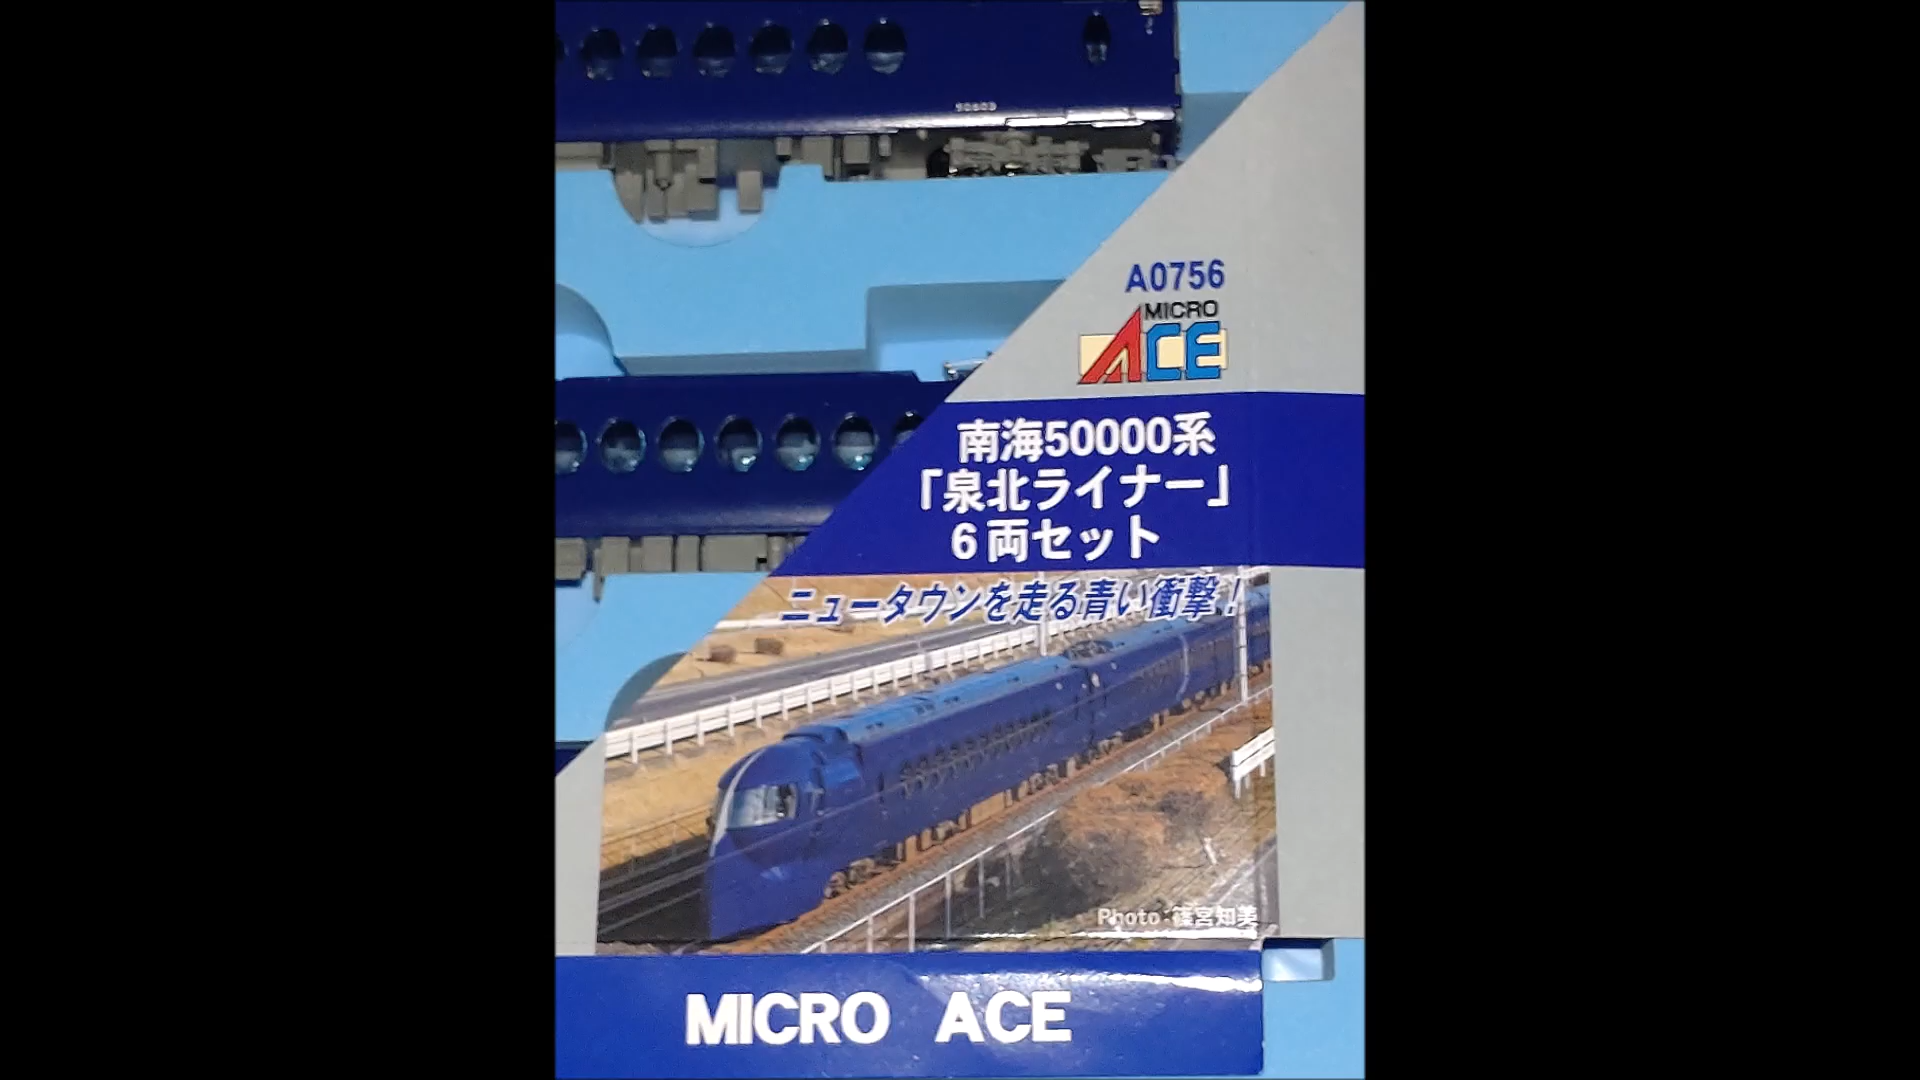 50603
A0756
MICRO
ACE
南海50000系
「泉北ライナー」
6両セット
ニュータウンを走る青い衝撃!
Photo:篠宮知美
MICRO ACE